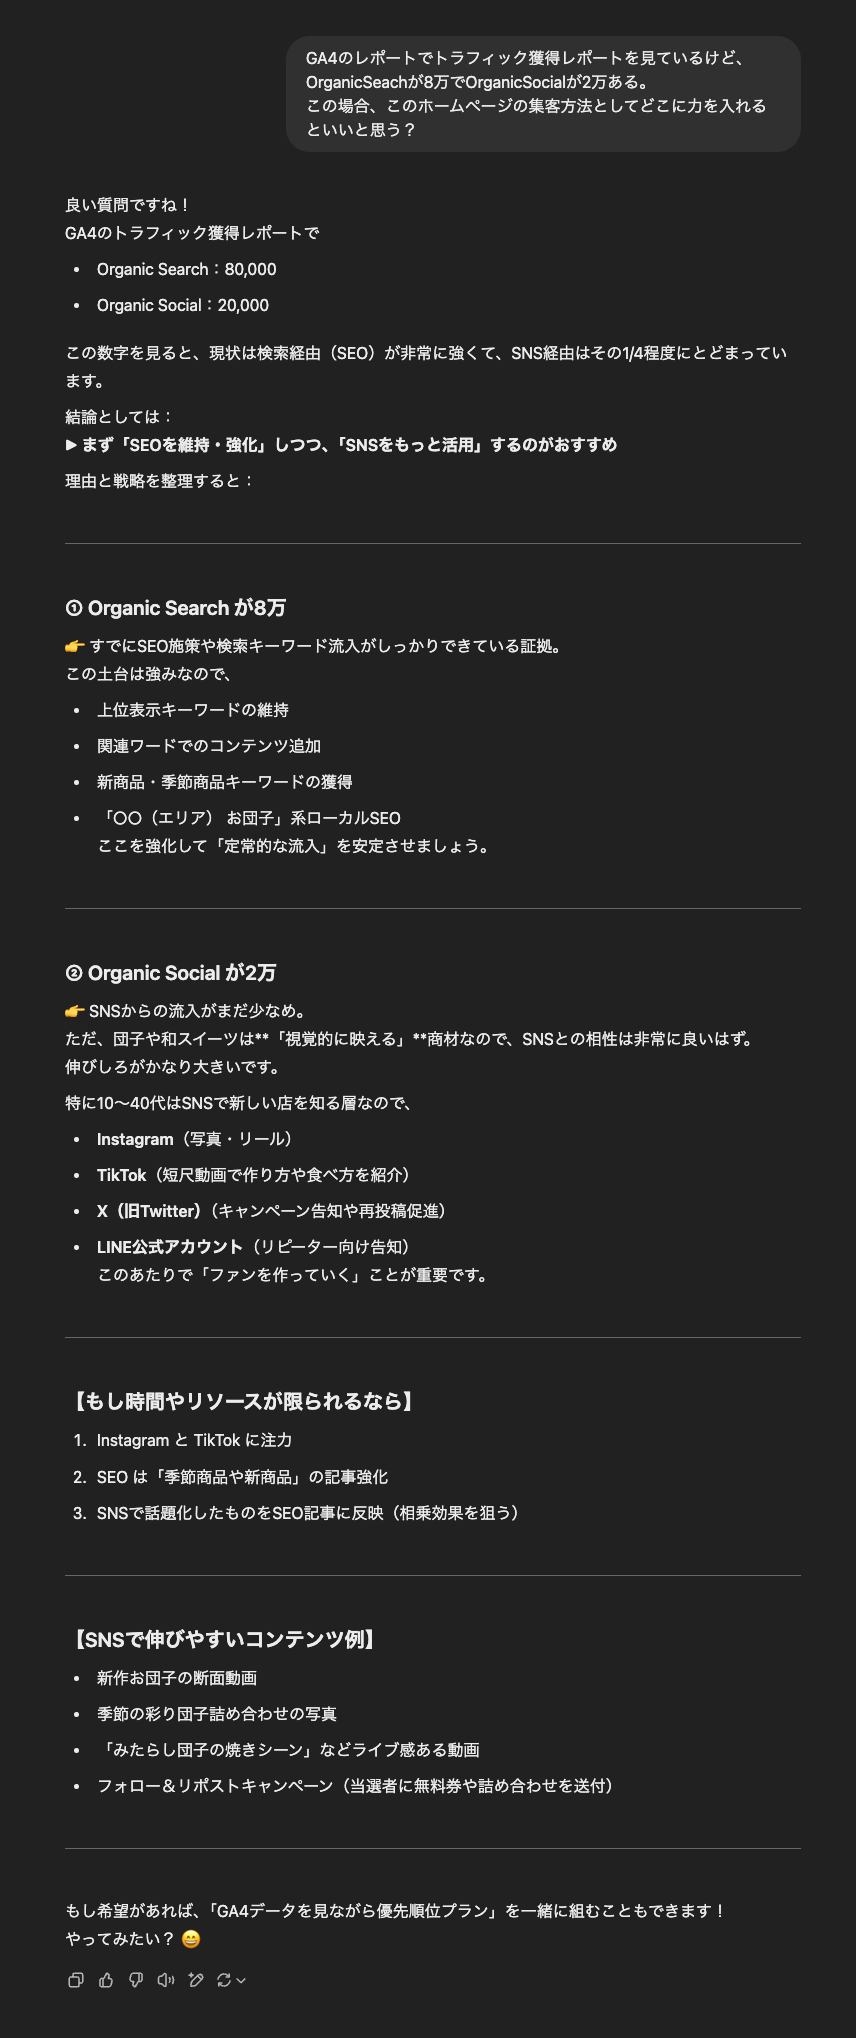 GA4のレポートでトラフィック獲得レポートを見ているけど、
OrganicSeachが8万でOrganicSocialが2万ある。
この場合、このホームページの集客方法としてどこに力を入れる
といいと思う？
良い質問ですね！
GA4のトラフィック獲得レポートで
• Organic Search：80,000
• Organic Social：20,000
この数字を見ると、現状は検索経由（SEO）が非常に強くて、SNS経由はその1/4程度にとどまってい
ます。
結論としては：
▶ まず「SEOを維持・強化」しつつ、「SNSをもっと活用」するのがおすすめ
理由と戦略を整理すると：
① Organic Search が8万
👉 すでにSEO施策や検索キーワード流入がしっかりできている証拠。
この土台は強みなので、
• 上位表示キーワードの維持
• 関連ワードでのコンテンツ追加
• 新商品・季節商品キーワードの獲得
• 「〇〇（エリア） お団子」系ローカルSEO
ここを強化して「定常的な流入」を安定させましょう。
② Organic Social が2万
👉 SNSからの流入がまだ少なめ。
ただ、団子や和スイーツは**「視覚的に映える」**商材なので、SNSとの相性は非常に良いはず。
伸びしろがかなり大きいです。
特に10〜40代はSNSで新しい店を知る層なので、
• Instagram（写真・リール）
• TikTok（短尺動画で作り方や食べ方を紹介）
• X（旧Twitter）（キャンペーン告知や再投稿促進）
• LINE公式アカウント（リピーター向け告知）
このあたりで「ファンを作っていく」ことが重要です。
【もし時間やリソースが限られるなら】
1. Instagram と TikTok に注力
2. SEO は「季節商品や新商品」の記事強化
3. SNSで話題化したものをSEO記事に反映（相乗効果を狙う）
【SNSで伸びやすいコンテンツ例】
• 新作お団子の断面動画
• 季節の彩り団子詰め合わせの写真
• 「みたらし団子の焼きシーン」などライブ感ある動画
• フォロー＆リポストキャンペーン（当選者に無料券や詰め合わせを送付）
もし希望があれば、「GA4データを見ながら優先順位プラン」を一緒に組むこともできます！
やってみたい？ 😄